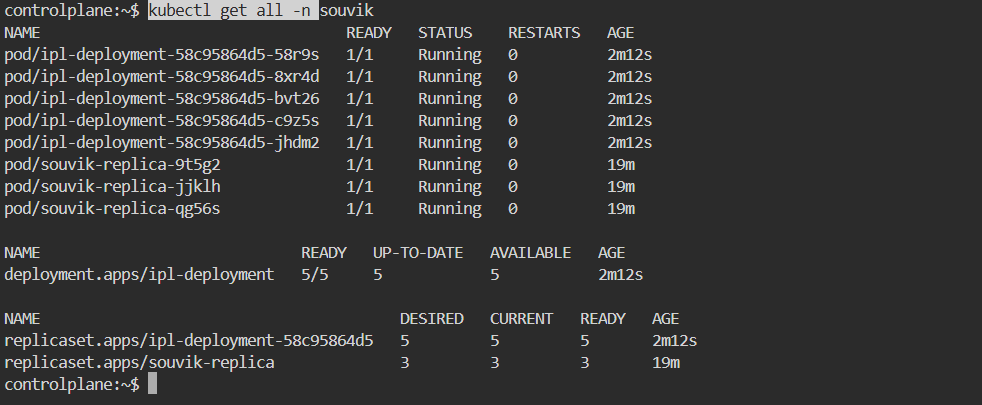 controlplane:~$ kubectl get all -n souvik
NAME READY STATUS RESTARTS AGE
pod/ipl-deployment-58c95864d5-58r9s 1/1 Running 0 2m12s
pod/ipl-deployment-58c95864d5-8xr4d 1/1 Running 0 2m12s
pod/ipl-deployment-58c95864d5-bvt26 1/1 Running 0 2m12s
pod/ipl-deployment-58c95864d5-c9z5s 1/1 Running 0 2m12s
pod/ipl-deployment-58c95864d5-jhdm2 1/1 Running 0 2m12s
pod/souvik-replica-9t5g2 1/1 Running 0 19m
pod/souvik-replica-jjklh 1/1 Running 0 19m
pod/souvik-replica-qg56s 1/1 Running 0 19m
NAME READY UP-TO-DATE AVAILABLE AGE
deployment.apps/ipl-deployment 5/5 5 5 2m12s
NAME DESIRED CURRENT READY AGE
replicaset.apps/ipl-deployment-58c95864d5 5 5 5 2m12s
replicaset.apps/souvik-replica 3 3 3 19m
controlplane:~$